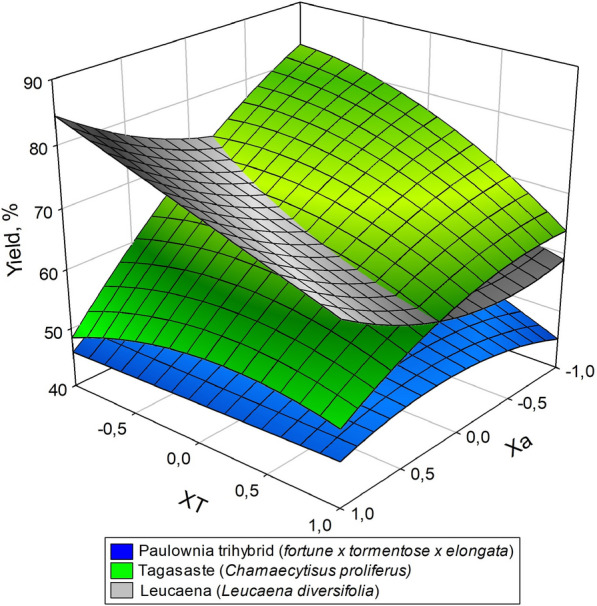 90
80
70
60
50
40
Yield, %
-0,5
0,0
0,5
1,0
XT
-1,0
-0,5
0,0
0,5
1,0
Xa
Paulownia trihybrid (fortune x tormentose x elongata)
Tagasaste (Chamaecytisus proliferus)
Leucaena (Leucaena diversifolia)